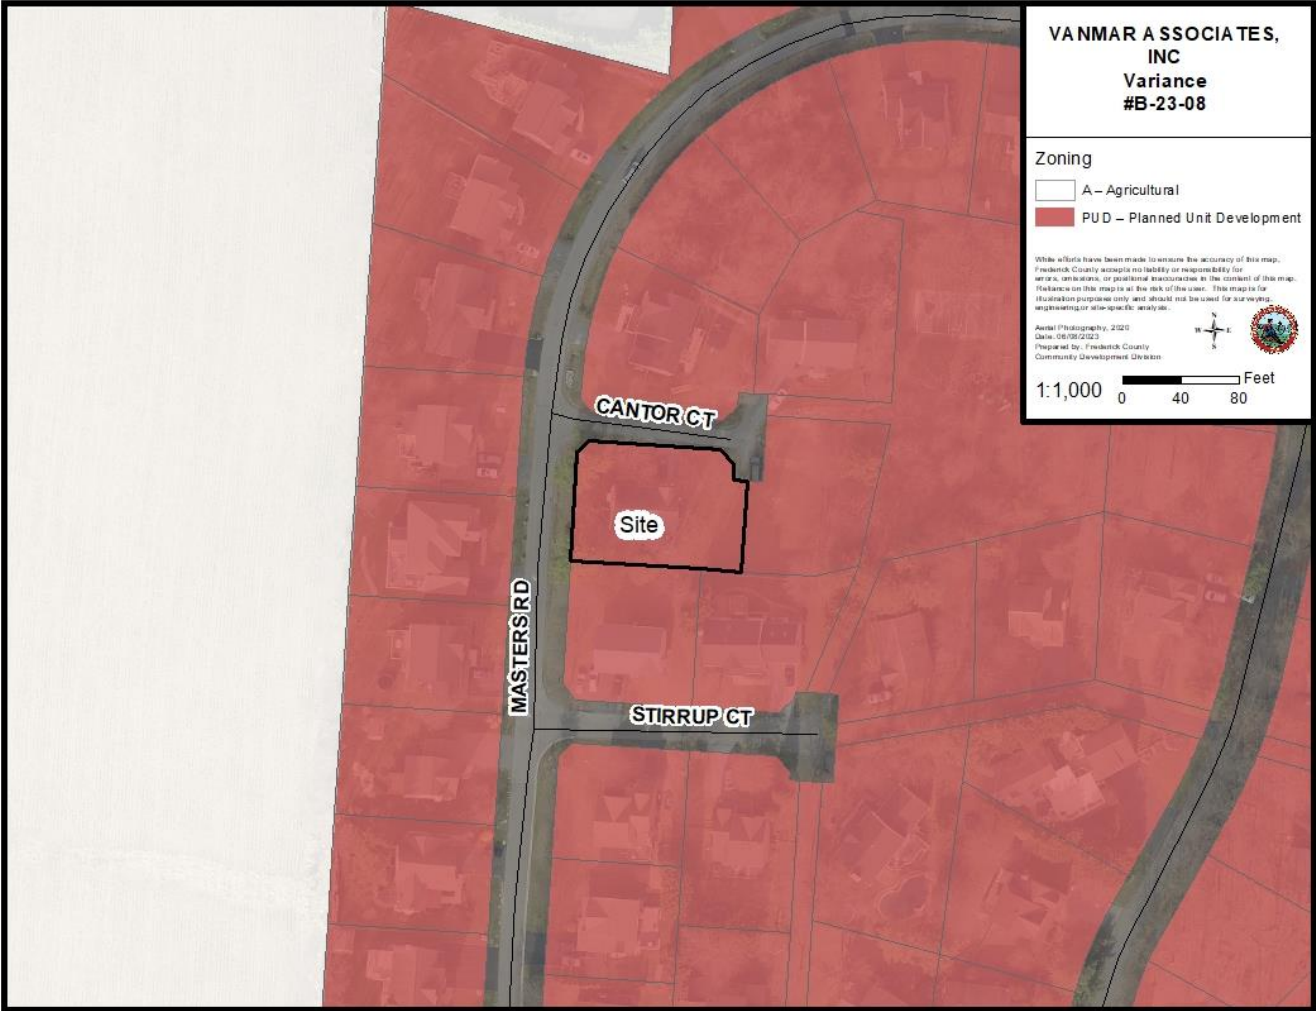 VANMAR ASSOCIATES,
INC
Variance
#B-23-08
Zoning
A – Agricultural
PUD – Planned Unit Development
While efforts have been made to ensure the accuracy of this map,
Frederick County accepts no liability or responsibility for
errors, omissions, or positional inaccuracies in the content of this map.
Reliance on this map is at the risk of the user. This map is for
illustration purposes only and should not be used for surveying,
engineering, or site-specific analysis.
Aerial Photography, 2020
Date: 06/08/2023
Prepared by: Frederick County
Community Development Division
N
W
E
S
1:1,000
Feet
0 40 80
CANTOR CT
Site
MASTERS RD
STIRRUP CT